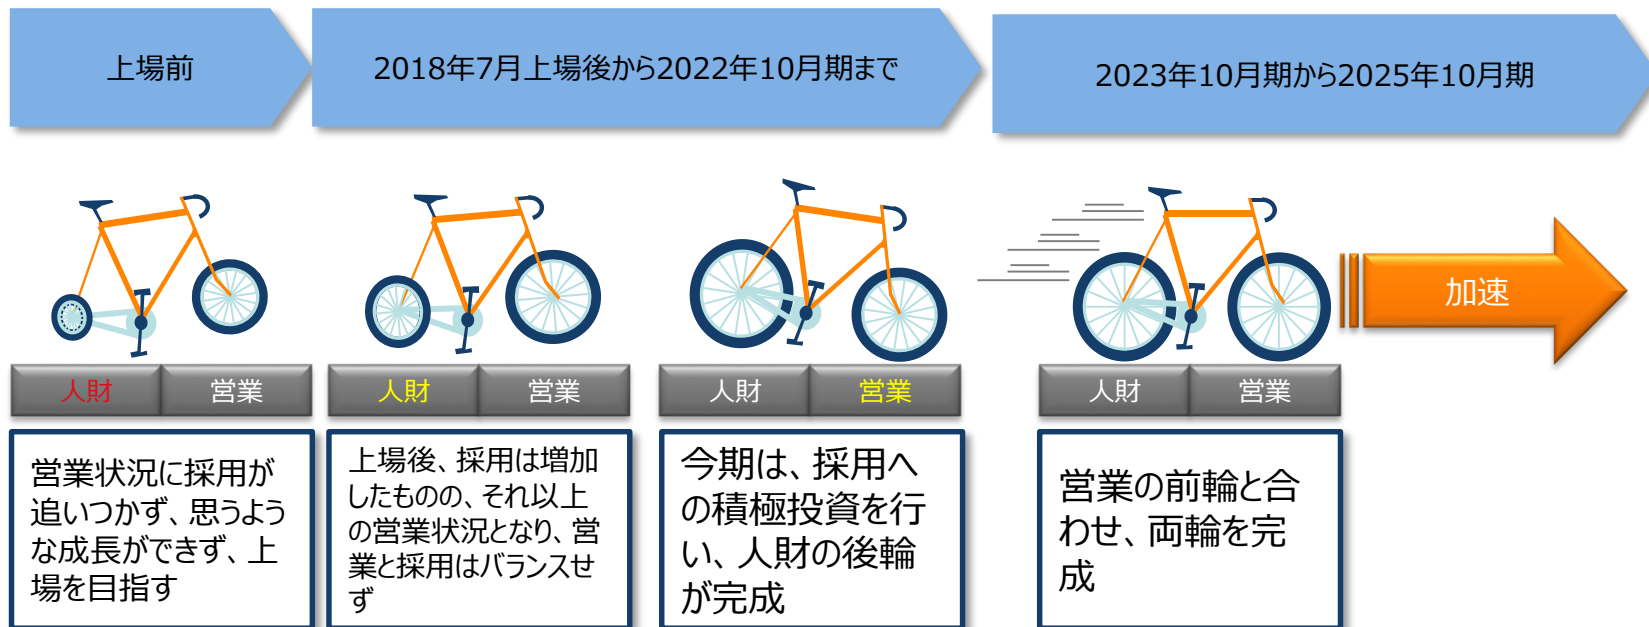 上場前
2018年7月上場後から2022年10月期まで
2023年10月期から2025年10月期
加速
人財
営業
人財
営業
人財
営業
人財
営業
営業状況に採用が
追いつかず、思うよう
な成長ができず、上
場を目指す
上場後、採用は増加
したものの、それ以上
の営業状況となり、営
業と採用はバランスせ
ず
今期は、採用へ
の積極投資を行
い、人財の後輪
が完成
営業の前輪と合
わせ、両輪を完
成